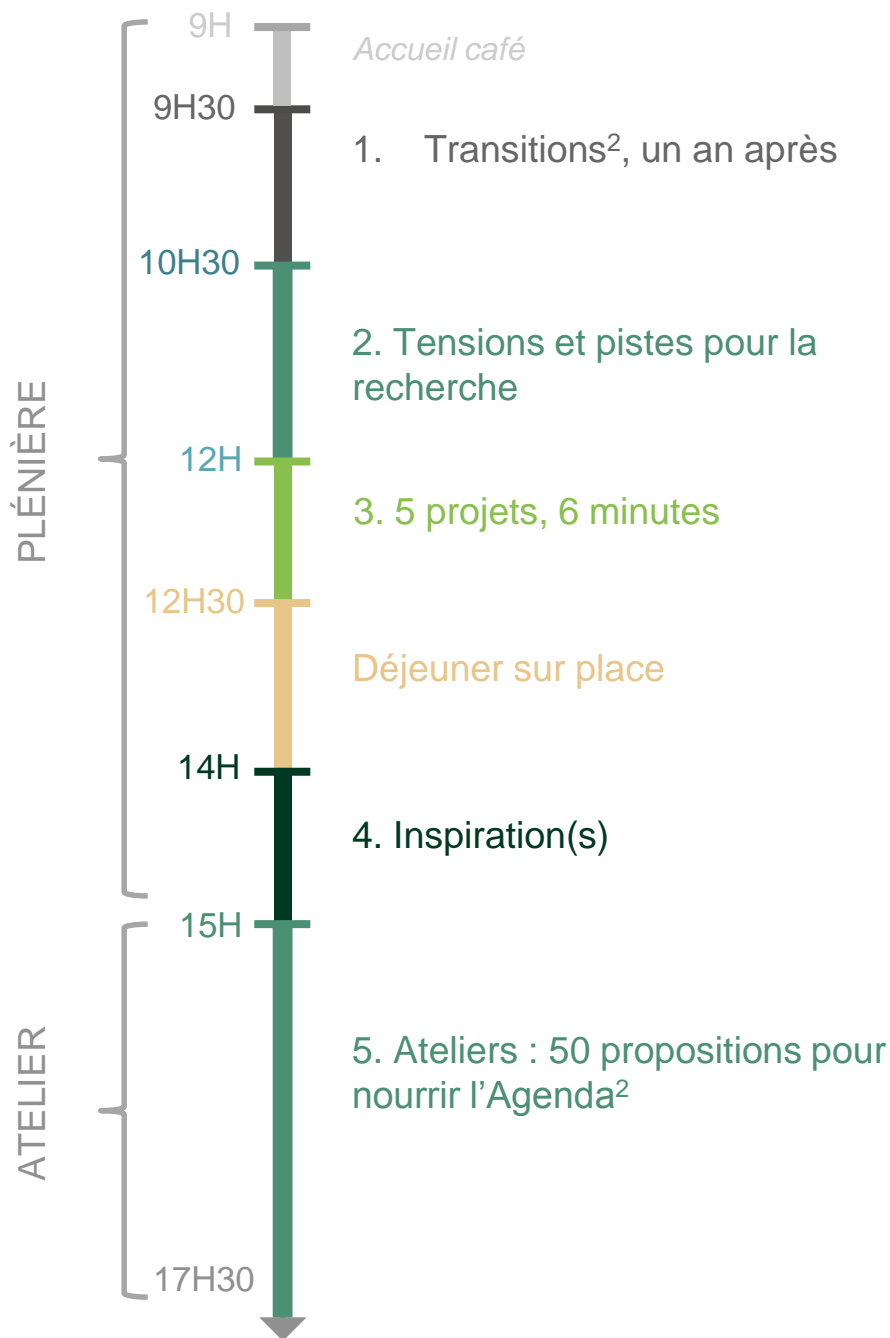 9H
Accueil café
9H30
1. Transitions², un an après
10H30
2. Tensions et pistes pour la
recherche
PLÉNIÈRE
12H
3. 5 projets, 6 minutes
12H30
Déjeuner sur place
14H
4. Inspiration(s)
15H
ATELIER
5. Ateliers : 50 propositions pour
nourrir l’Agenda²
17H30